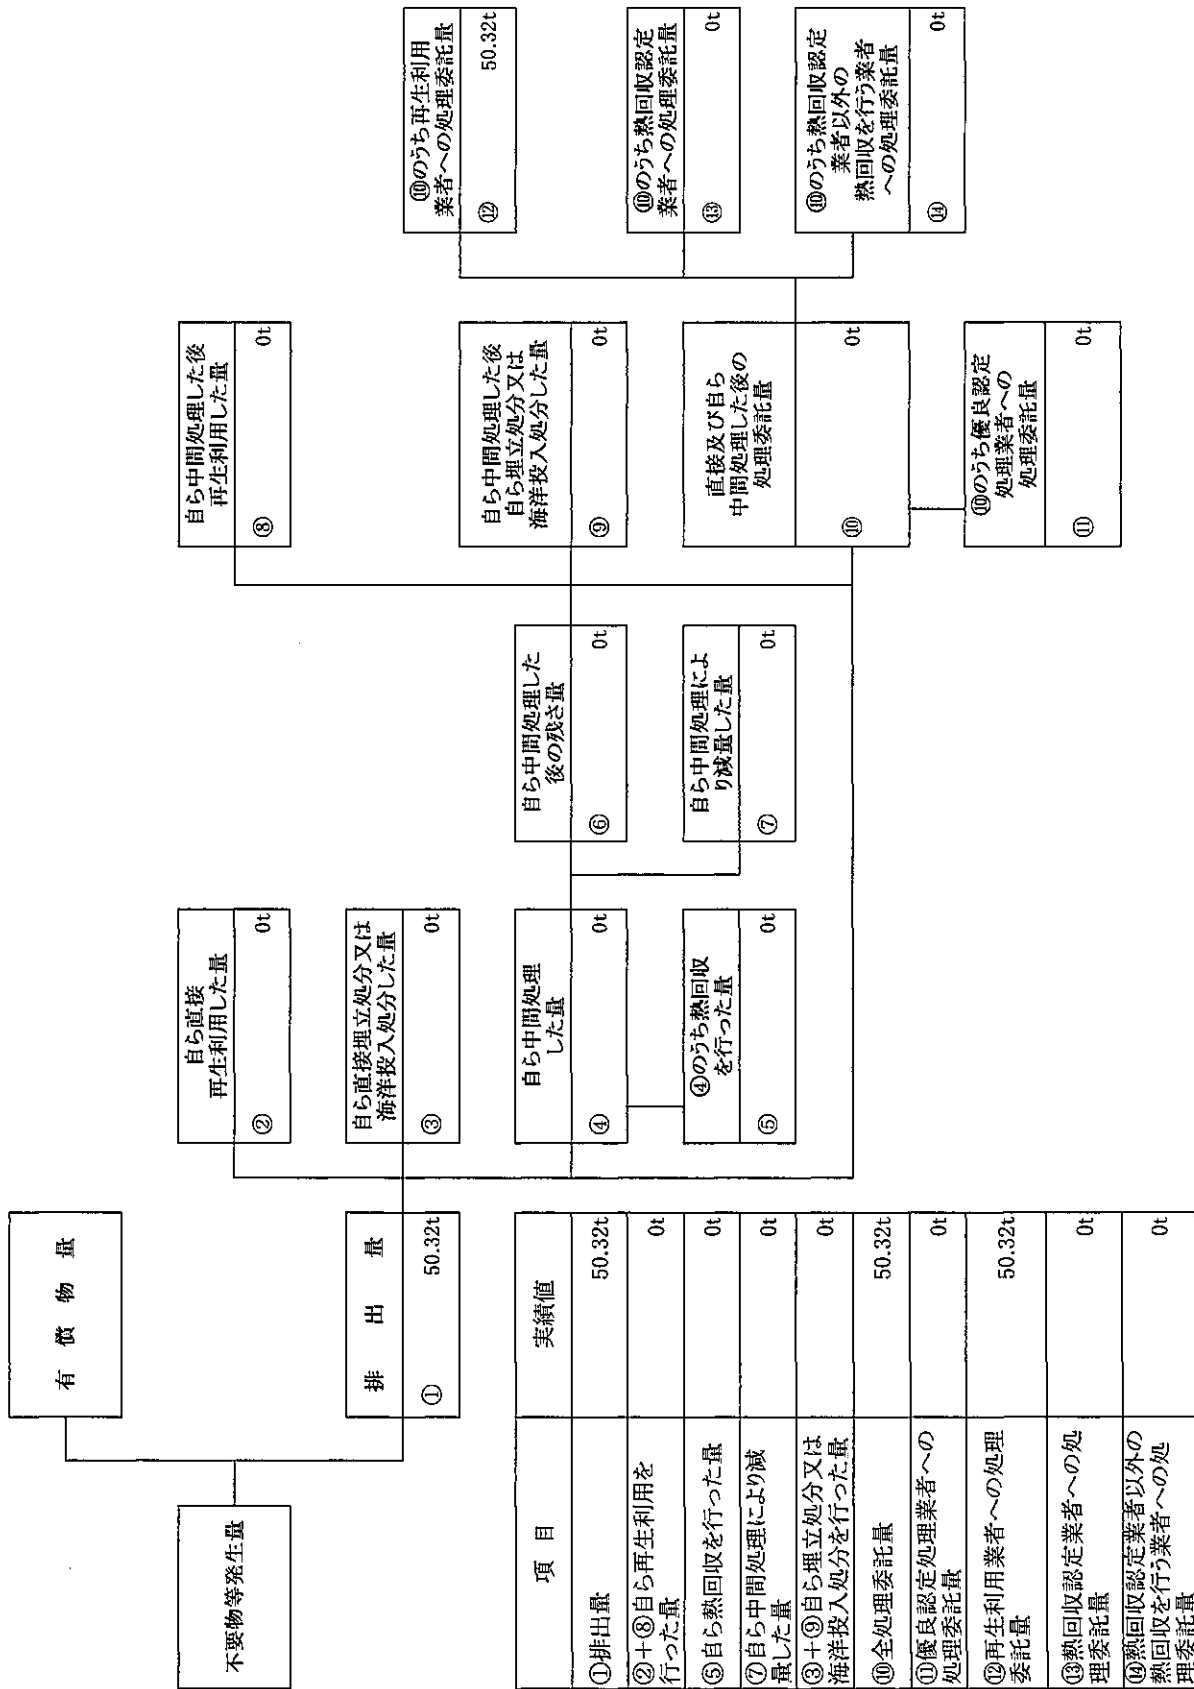 不要物等発生量
有償物量
排出量
① 50.32t
自ら直接
再生利用した量
② 0t
自ら直接埋立処分又は
海洋投入処分した量
③ 0t
自ら中間処理
した量
④ 0t
④のうち熱回収
を行った量
⑤ 0t
自ら中間処理した
後の残さ量
⑥ 0t
自ら中間処理によ
り減量した量
⑦ 0t
自ら中間処理した後
再生利用した量
⑧ 0t
自ら中間処理した後
自ら埋立処分又は
海洋投入処分した量
⑨ 0t
直接及び自ら
中間処理した後の
処理委託量
⑩ 0t
⑩のうち優良認定
処理業者への
処理委託量
⑪ 0t
⑩のうち再生利用
業者への処理委託量
⑫ 50.32t
⑩のうち熱回収認定
業者への処理委託量
⑬ 0t
⑩のうち熱回収認定
業者以外の
熱回収を行う業者
への処理委託量
⑭ 0t
項目 実績値
①排出量 50.32t
②+⑧自ら再生利用を
行った量 0t
⑤自ら熱回収を行った量 0t
⑦自ら中間処理により減
量した量 0t
③+⑨自ら埋立処分又は
海洋投入処分を行った量 0t
⑩全処理委託量 50.32t
⑪優良認定処理業者への
処理委託量 0t
⑫再生利用業者への処理
委託量 50.32t
⑬熱回収認定業者への処
理委託量 0t
⑭熱回収認定業者以外の
熱回収を行う業者への処
理委託量 0t